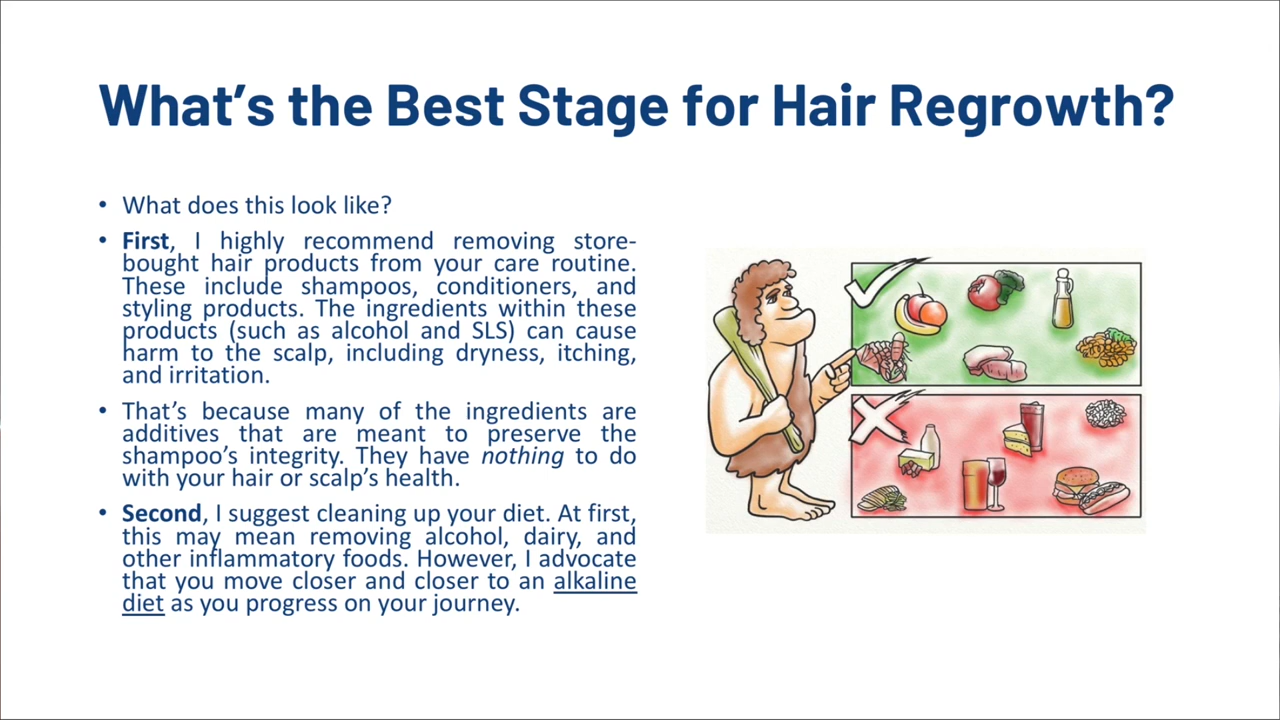 What’s the Best Stage for Hair Regrowth?
• What does this look like?
• First, I highly recommend removing store-
bought hair products from your care routine.
These include shampoos, conditioners, and
styling products. The ingredients within these
products (such as alcohol and SLS) can cause
harm to the scalp, including dryness, itching,
and irritation.
• That’s because many of the ingredients are
additives that are meant to preserve the
shampoo’s integrity. They have nothing to do
with your hair or scalp’s health.
• Second, I suggest cleaning up your diet. At first,
this may mean removing alcohol, dairy, and
other inflammatory foods. However, I advocate
that you move closer and closer to an alkaline
diet as you progress on your journey.